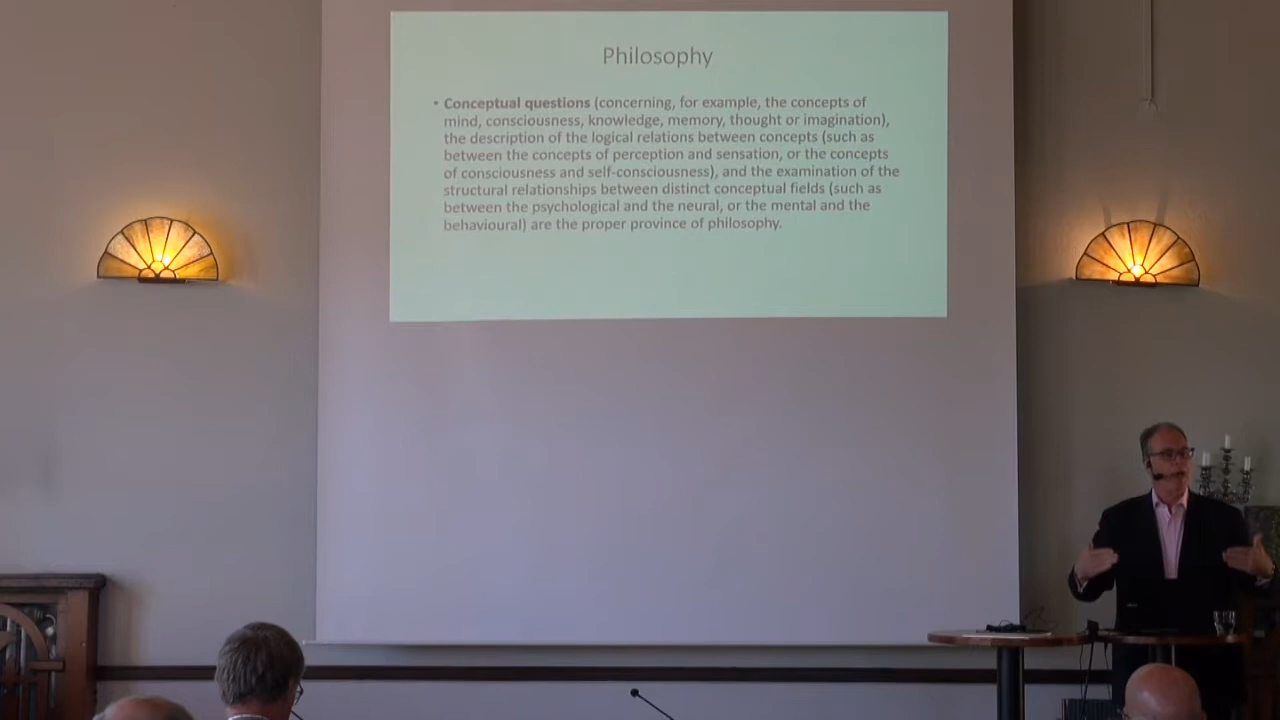 Philosophy
• Conceptual questions (concerning, for example, the concepts of
mind, consciousness, knowledge, memory, thought or imagination),
the description of the logical relations between concepts (such as
between the concepts of perception and sensation, or the concepts
of consciousness and self-consciousness), and the examination of the
structural relationships between distinct conceptual fields (such as
between the psychological and the neural, or the mental and the
behavioural) are the proper province of philosophy.